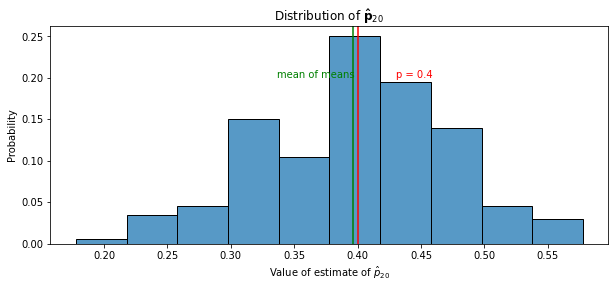 Distribution of p̂₂₀
0.25
0.20
0.15
0.10
0.05
0.00
Probability
mean of means
p = 0.4
0.20 0.25 0.30 0.35 0.40 0.45 0.50 0.55
Value of estimate of p̂₂₀